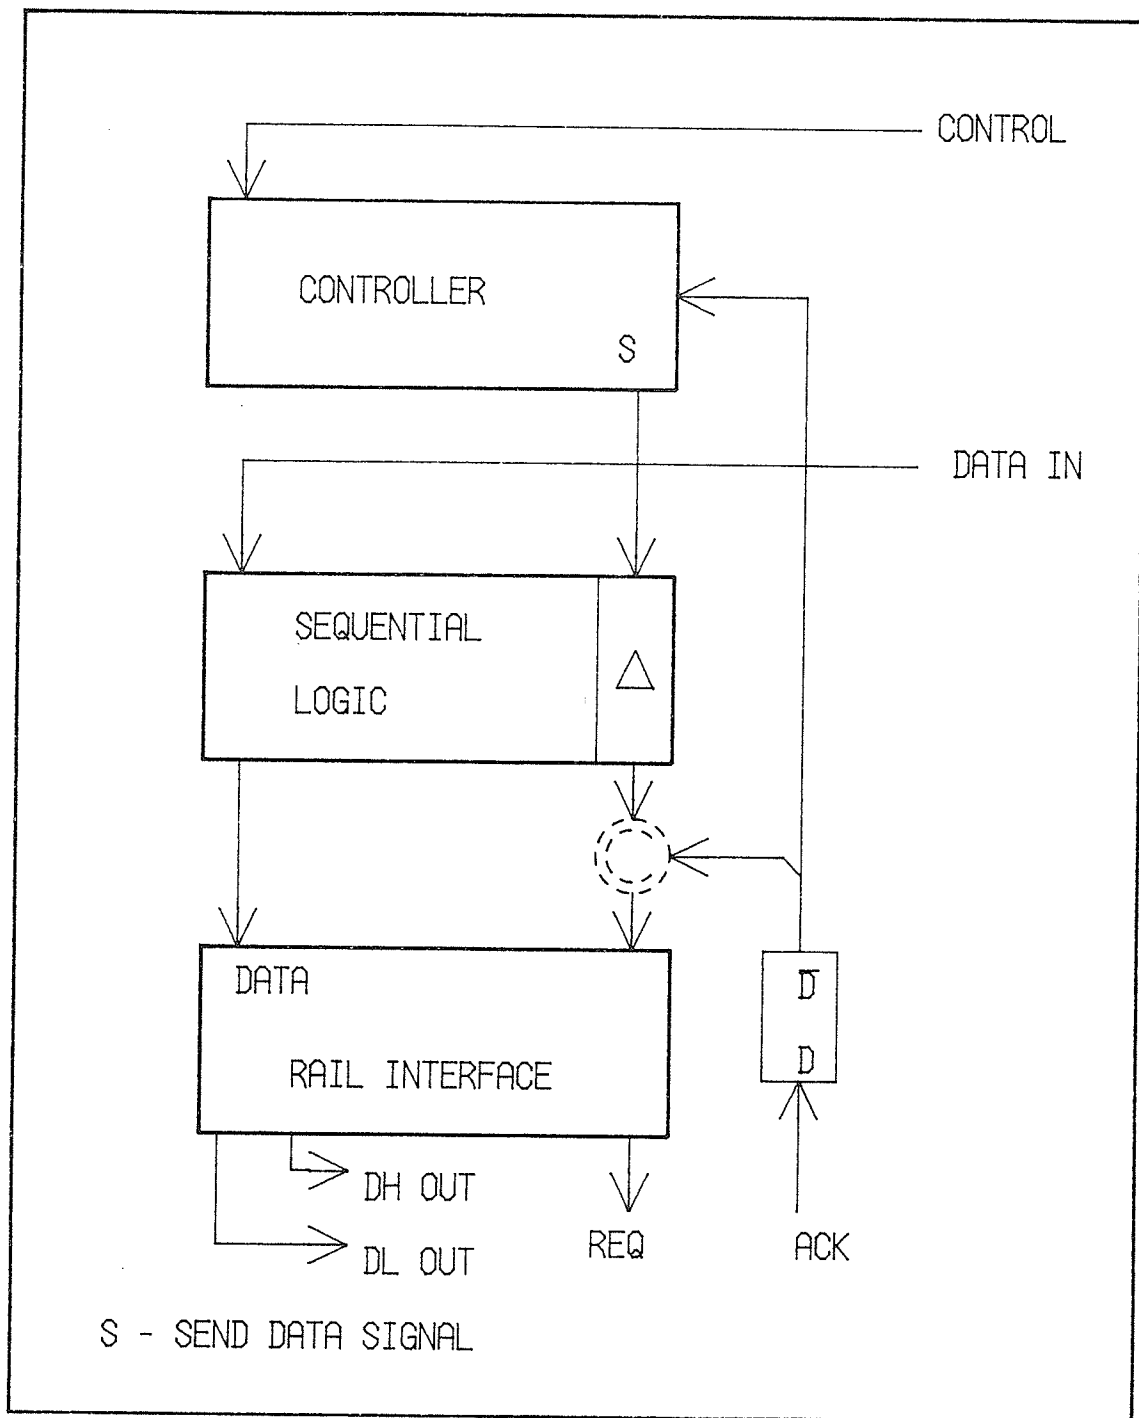 CONTROL
CONTROLLER
S
DATA IN
SEQUENTIAL
LOGIC
△
DATA
D̅
D
RAIL INTERFACE
DH OUT
DL OUT
REQ
ACK
S - SEND DATA SIGNAL